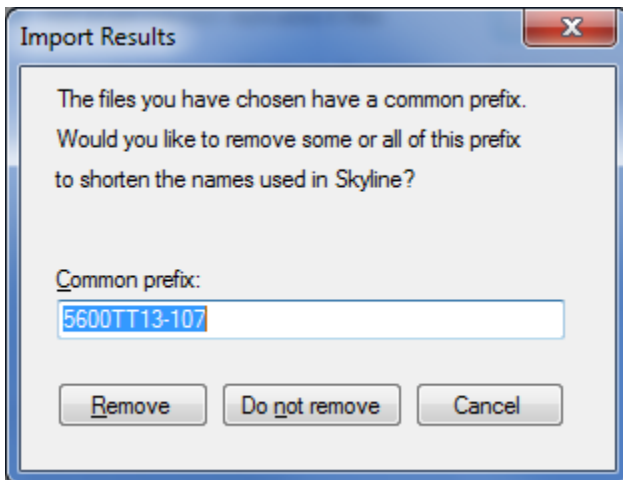 Import Results
The files you have chosen have a common prefix.
Would you like to remove some or all of this prefix
to shorten the names used in Skyline?
Common prefix:
5600TT13-107
Remove Do not remove Cancel